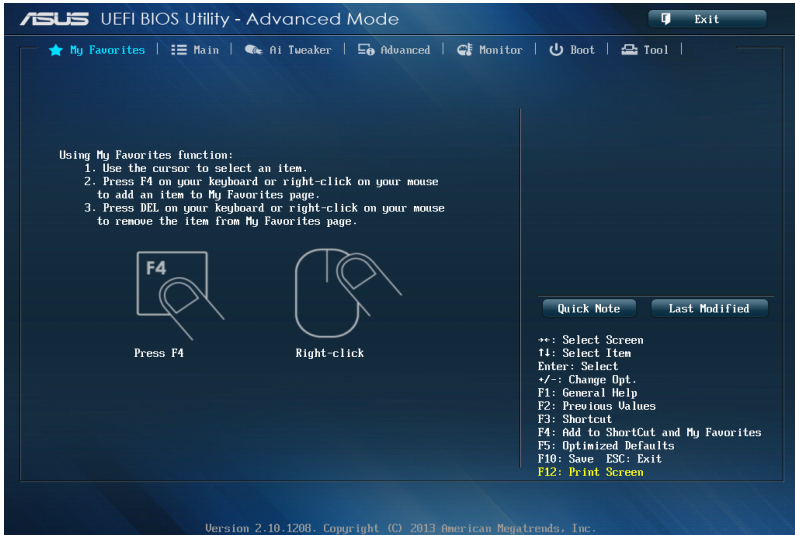 ASUS UEFI BIOS Utility - Advanced Mode
Exit
My Favorites | Main | Ai Tweaker | Advanced | Monitor | Boot | Tool |
Using My Favorites function:
1. Use the cursor to select an item.
2. Press F4 on your keyboard or right-click on your mouse
to add an item to My Favorites page.
3. Press DEL on your keyboard or right-click on your mouse
to remove the item from My Favorites page.
F4
Press F4
Right-click
Quick Note
Last Modified
→←: Select Screen
↑↓: Select Item
Enter: Select
+/-: Change Opt.
F1: General Help
F2: Previous Values
F3: Shortcut
F4: Add to ShortCut and My Favorites
F5: Optimized Defaults
F10: Save ESC: Exit
F12: Print Screen
Version 2.10.1208. Copyright (C) 2013 American Megatrends, Inc.